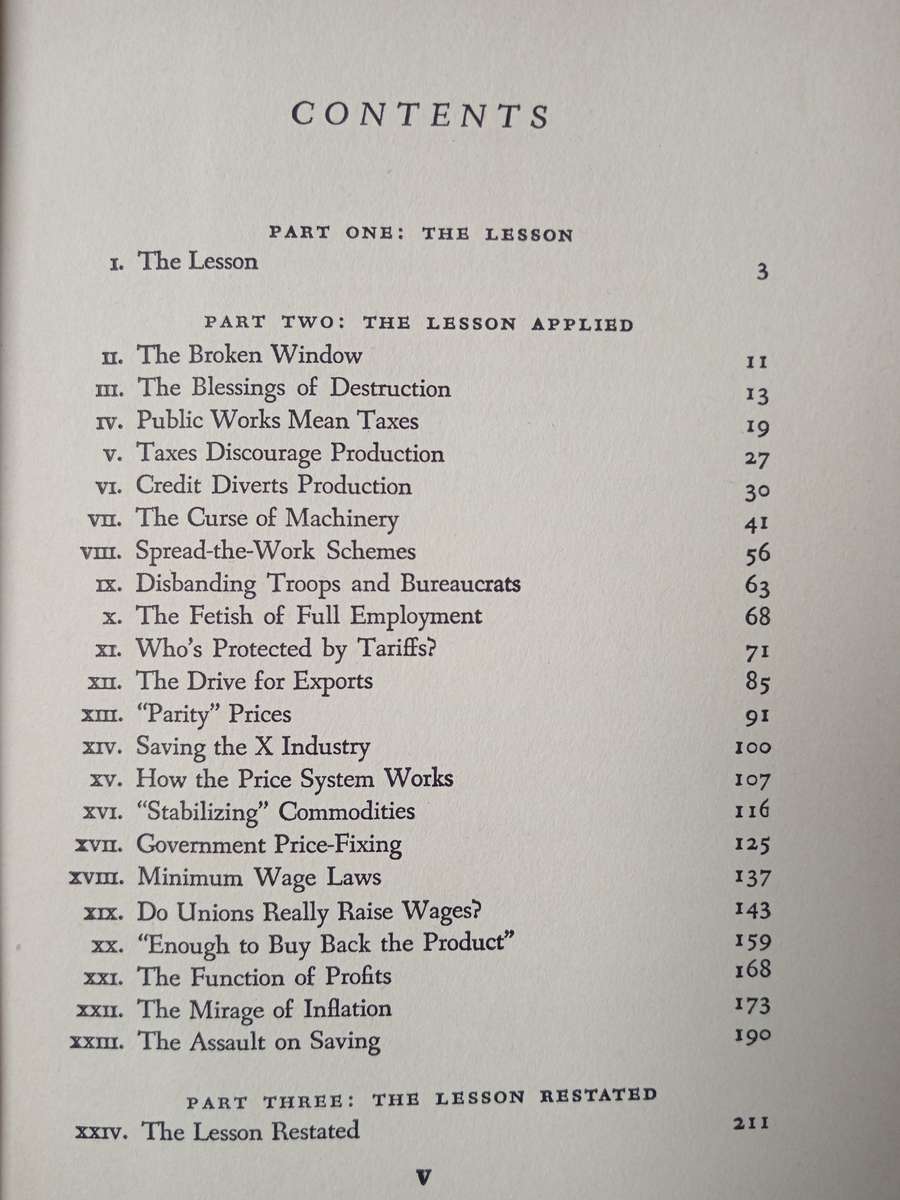 CONTENTS
PART ONE: THE LESSON
I. The Lesson 3
PART TWO: THE LESSON APPLIED
II. The Broken Window 11
III. The Blessings of Destruction 13
IV. Public Works Mean Taxes 19
V. Taxes Discourage Production 27
VI. Credit Diverts Production 30
VII. The Curse of Machinery 41
VIII. Spread-the-Work Schemes 56
IX. Disbanding Troops and Bureaucrats 63
X. The Fetish of Full Employment 68
XI. Who's Protected by Tariffs? 71
XII. The Drive for Exports 85
XIII. “Parity” Prices 91
XIV. Saving the X Industry 100
XV. How the Price System Works 107
XVI. “Stabilizing” Commodities 116
XVII. Government Price-Fixing 125
XVIII. Minimum Wage Laws 137
XIX. Do Unions Really Raise Wages? 143
XX. “Enough to Buy Back the Product” 159
XXI. The Function of Profits 168
XXII. The Mirage of Inflation 173
XXIII. The Assault on Saving 190
PART THREE: THE LESSON RESTATED
XXIV. The Lesson Restated 211
V